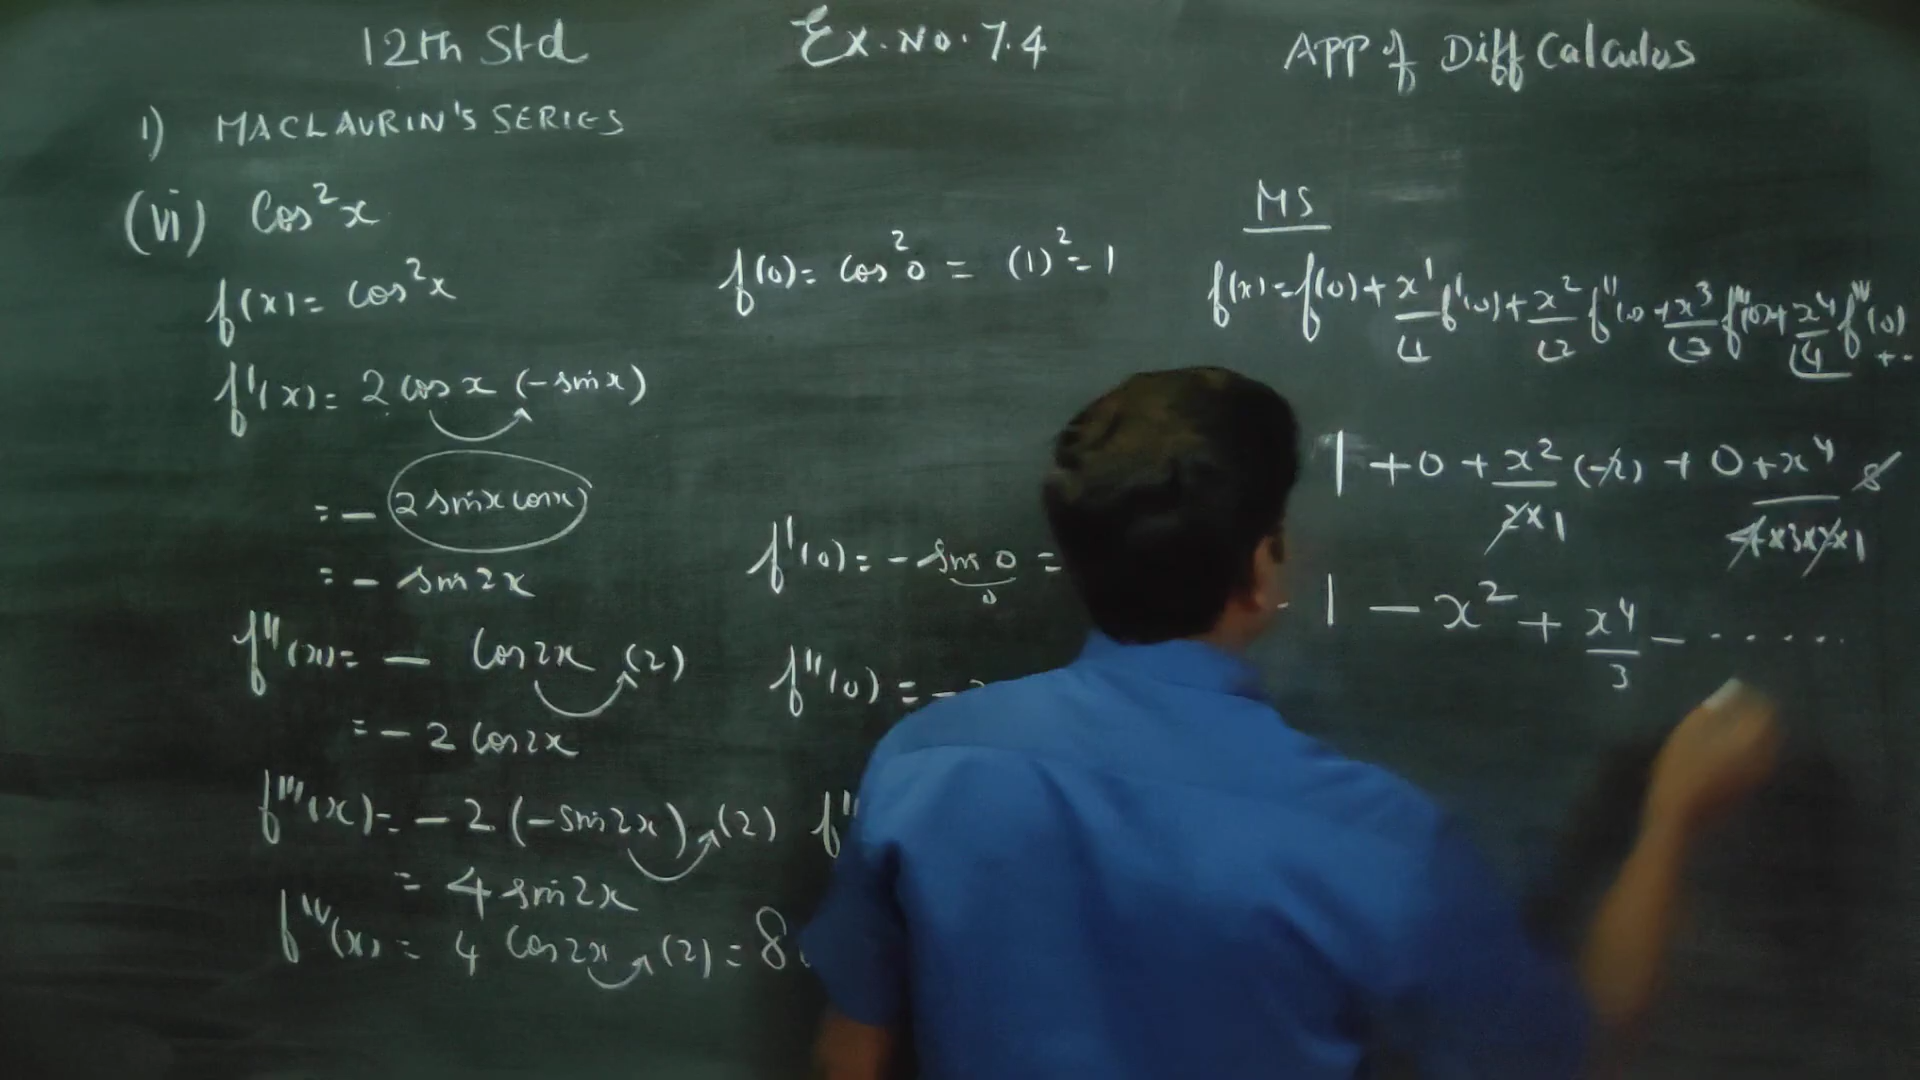 12th Std
Ex. No. 7.4
APP of Diff Calculus
1) MACLAURIN'S SERIES
(vi) Cos²x
f(x) = cos²x
f'(x) = 2 cos x (-sin x)
= - 2 sin x cos x
= - sin 2x
f''(x) = - Cos 2x (2)
= - 2 Cos 2x
f'''(x) = - 2 (-sin 2x) (2)
= 4 sin 2x
f^IV(x) = 4 Cos 2x (2) = 8
f(0) = Cos²0 = (1)² = 1
f'(0) = - sin 0 =
0
f''(0) = -
MS
f(x) = f(0) + x¹/∟1 f'(0) + x²/∟2 f''(0) + x³/∟3 f'''(0) + x⁴/∟4 f^IV(0) + ..
1 + 0 + x²/2×1 (-2) + 0 + x⁴/4×3×2×1 8
1 - x² + x⁴/3 - ......